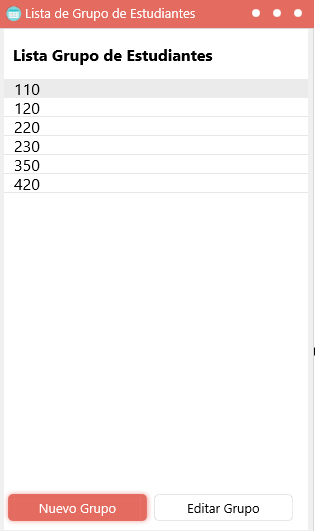 Lista de Grupo de Estudiantes
Lista Grupo de Estudiantes
110
120
220
230
350
420
Nuevo Grupo
Editar Grupo